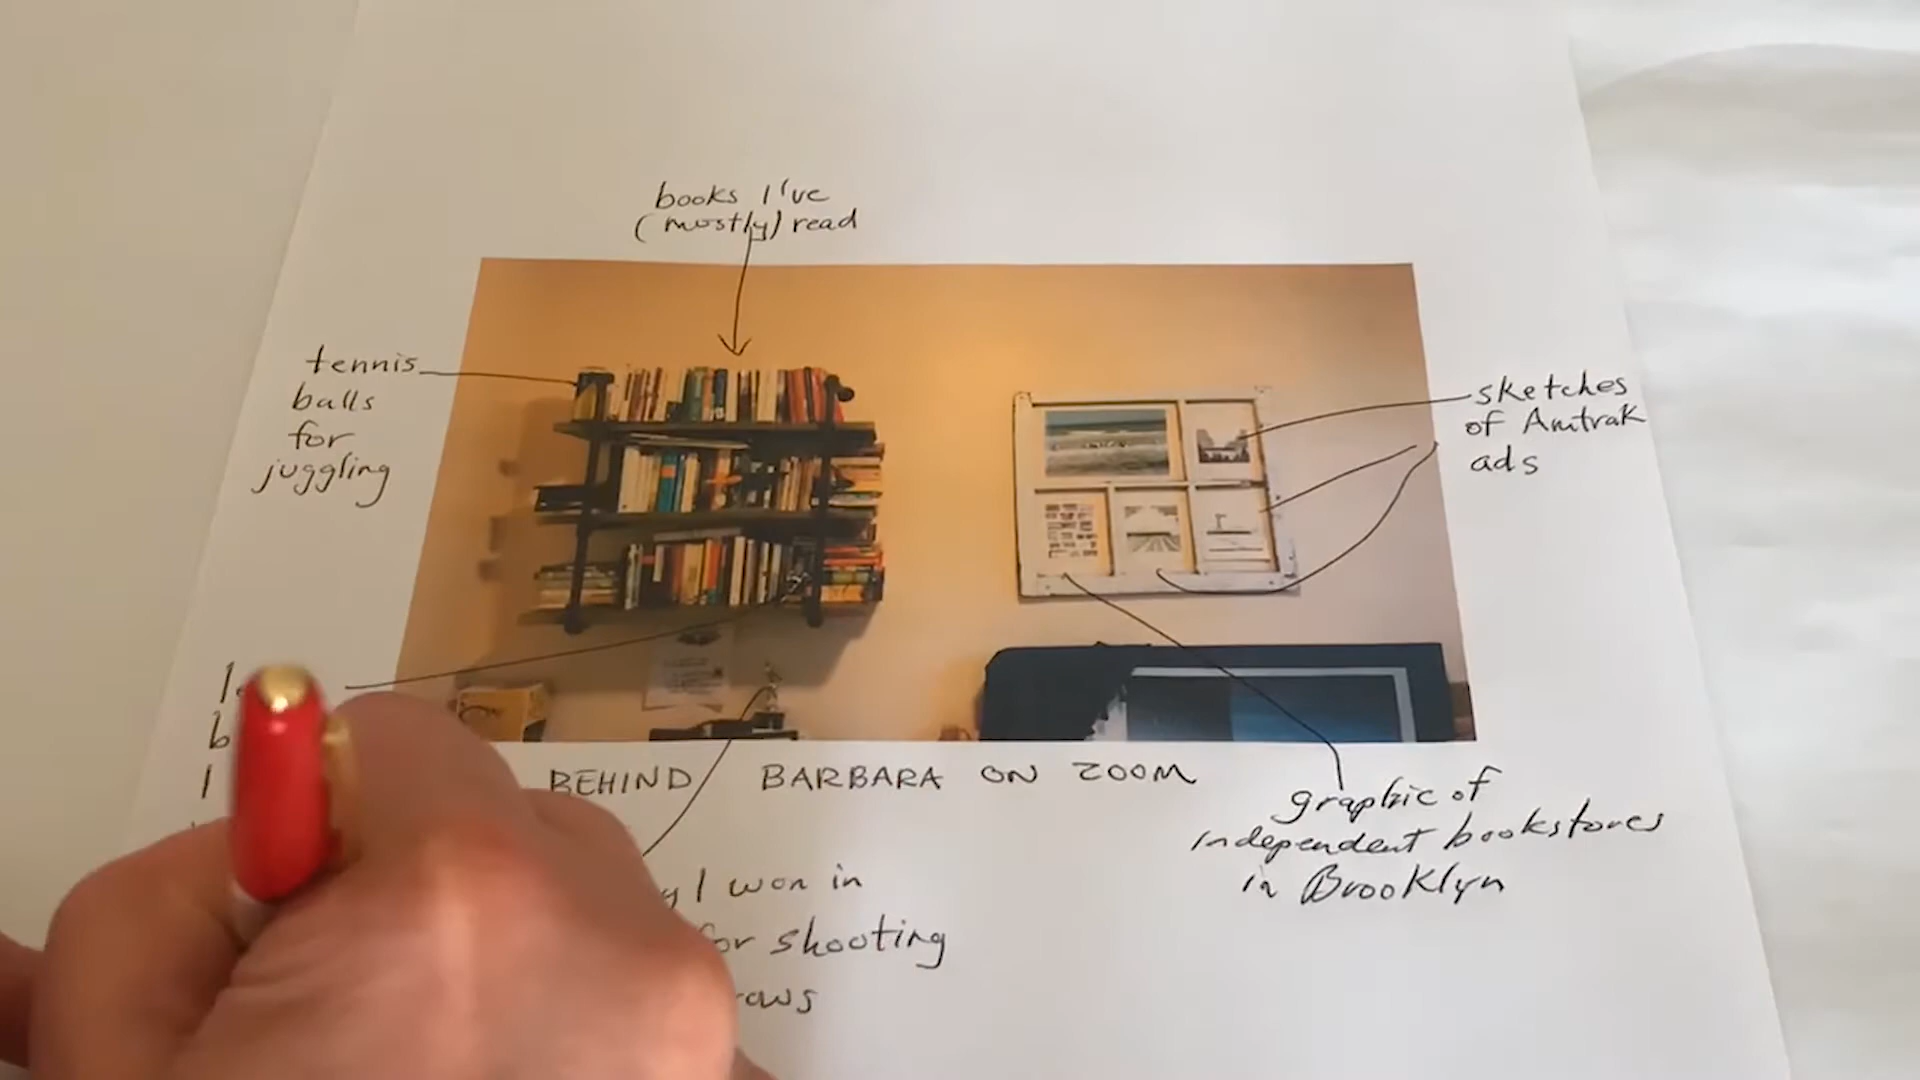 books I've
(mostly) read
tennis
balls
for
juggling
sketches
of Amtrak
ads
BEHIND BARBARA ON ZOOM
graphic of
independent bookstores
in Brooklyn
I won in
for shooting